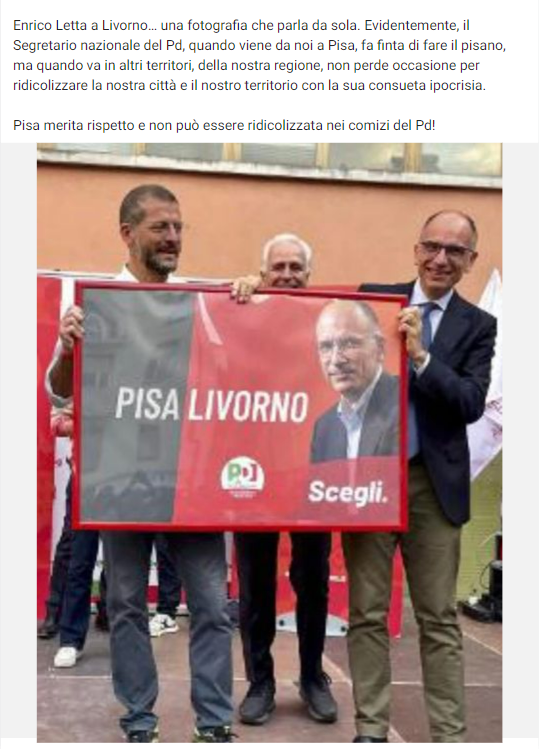 Enrico Letta a Livorno... una fotografia che parla da sola. Evidentemente, il
Segretario nazionale del Pd, quando viene da noi a Pisa, fa finta di fare il pisano,
ma quando va in altri territori, della nostra regione, non perde occasione per
ridicolizzare la nostra città e il nostro territorio con la sua consueta ipocrisia.
Pisa merita rispetto e non può essere ridicolizzata nei comizi del Pd!
PISA LIVORNO
PD
Scegli.